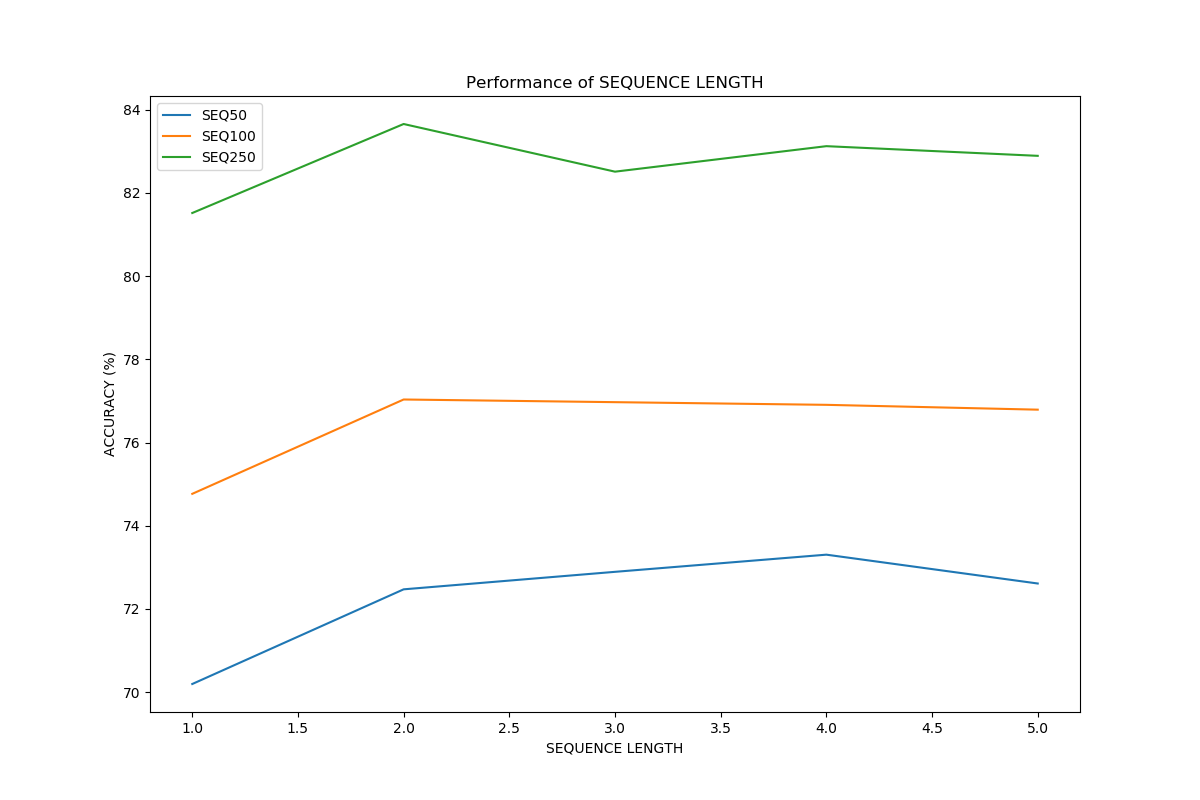 Performance of SEQUENCE LENGTH
SEQ50
SEQ100
SEQ250
84
82
80
78
76
74
72
70
ACCURACY (%)
1.0 1.5 2.0 2.5 3.0 3.5 4.0 4.5 5.0
SEQUENCE LENGTH